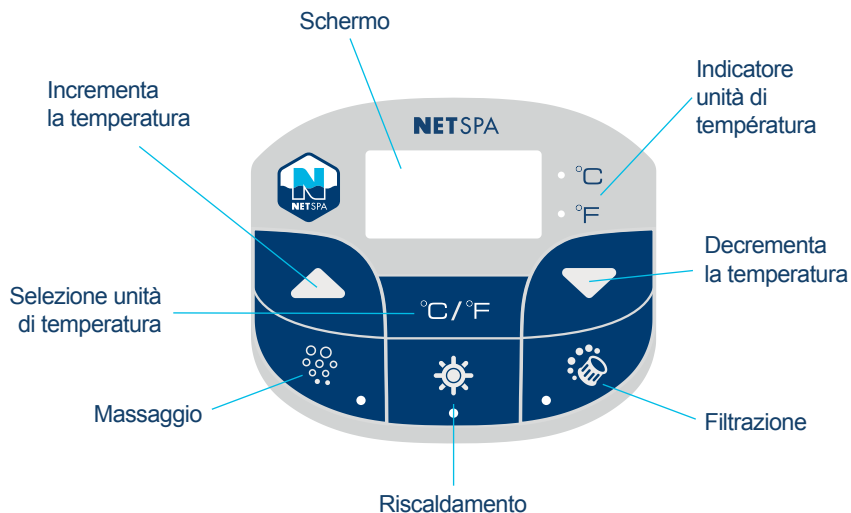 Schermo
Incrementa
la temperatura
Indicatore
unità di
température
NETSPA
N
NETSPA
°C
°F
Decrementa
la temperatura
Selezione unità
di temperatura
°C/°F
Massaggio
Filtrazione
Riscaldamento